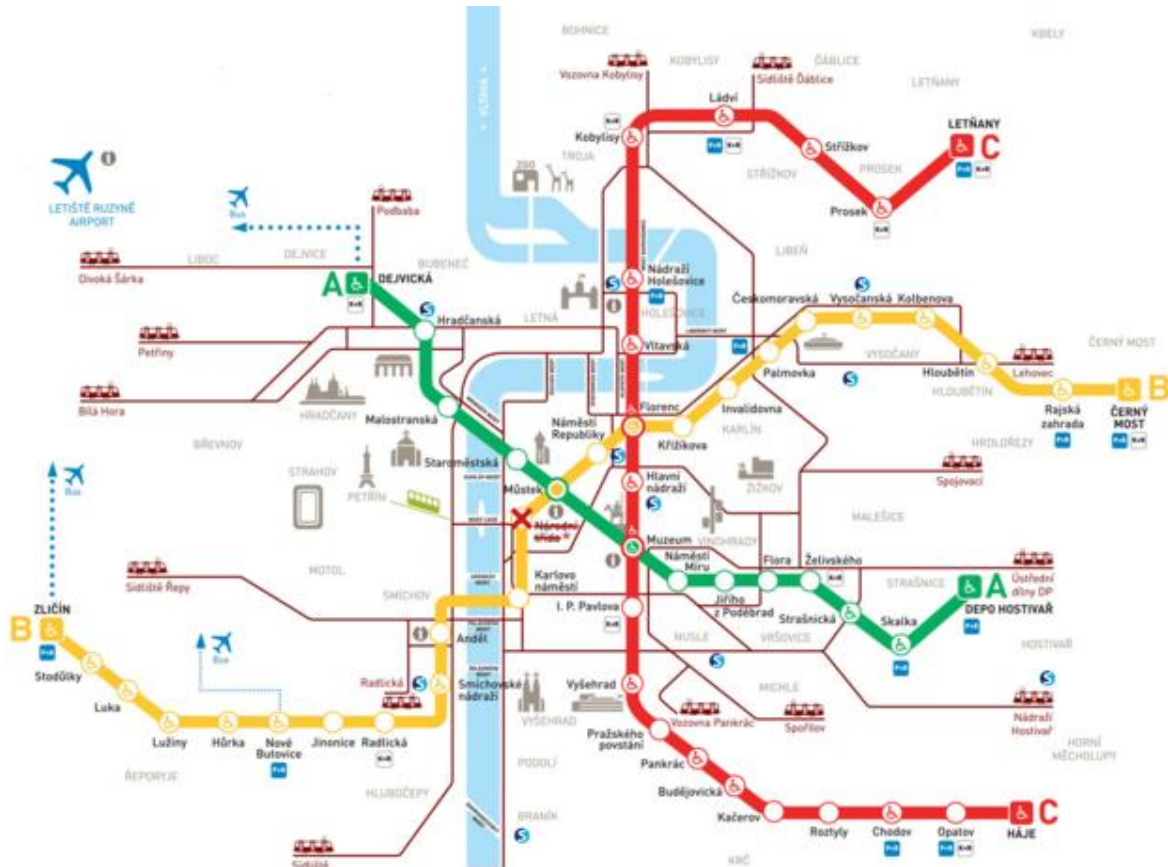 BOHNICE
KBELY
KOBYLISY
ĎÁBLICE
Vozovna Kobylisy
Sídliště Ďáblice
LETŇANY
Ládví
VLTAVA
K+R
Kobylisy
LETŇANY
C
P+R K+R
Střížkov
P+R K+R
ZOO
TROJA
STŘÍŽKOV
PROSEK
Prosek
K+R
LETIŠTĚ RUZYNĚ
AIRPORT
Bus
Podbaba
DEJVICE
LIBOC
BUBENEČ
LIBEŇ
Divoká Šárka
A
DEJVICKÁ
K+R
Nádraží
Holešovice
P+R
HOLEŠOVICE
Českomoravská
Vysočanská
Kolbenova
S
Hradčanská
LETNÁ
Petřiny
Vltavská
P+R
Palmovka
VYSOČANY
ČERNÝ MOST
Hloubětín
Lehovec
HLOUBĚTÍN
B
Bílá Hora
HRADČANY
Malostranská
Florenc
Invalidovna
Rajská
zahrada
P+R
ČERNÝ
MOST
P+R K+R
Náměstí
Republiky
Křižíkova
KARLÍN
HRDLOŘEZY
BŘEVNOV
Staroměstská
STRAHOV
PETŘÍN
Můstek
Hlavní
nádraží
ŽIŽKOV
Spojovací
Bus
Národní
třída *
Muzeum
VINOHRADY
MALEŠICE
MOTOL
Náměstí
Míru
Flora
Želivského
K+R
Sídliště Řepy
Karlovo
náměstí
STRAŠNICE
Ústřední
dílny DP
A
DEPO HOSTIVAŘ
P+R
SMÍCHOV
I. P. Pavlova
K+R
Jiřího
z Poděbrad
Strašnická
Skalka
P+R
ZLIČÍN
B
P+R
Stodůlky
Anděl
NUSLE
VRŠOVICE
HOSTIVAŘ
Bus
Luka
Radlická
Smíchovské
nádraží
Vyšehrad
MICHLE
VYŠEHRAD
Vozovna Pankrác
Spořilov
Nádraží
Hostivař
Lužiny
Hůrka
Nové
Butovice
P+R
Jinonice
Radlická
K+R
Pražského
povstání
HORNÍ
MĚCHOLUPY
ŘEPORYJE
PODOLÍ
Pankrác
HLUBOČEPY
Budějovická
BRANÍK
Kačerov
Roztyly
Chodov
P+R
Opatov
P+R K+R
HÁJE
C
KRČ
Sídliště